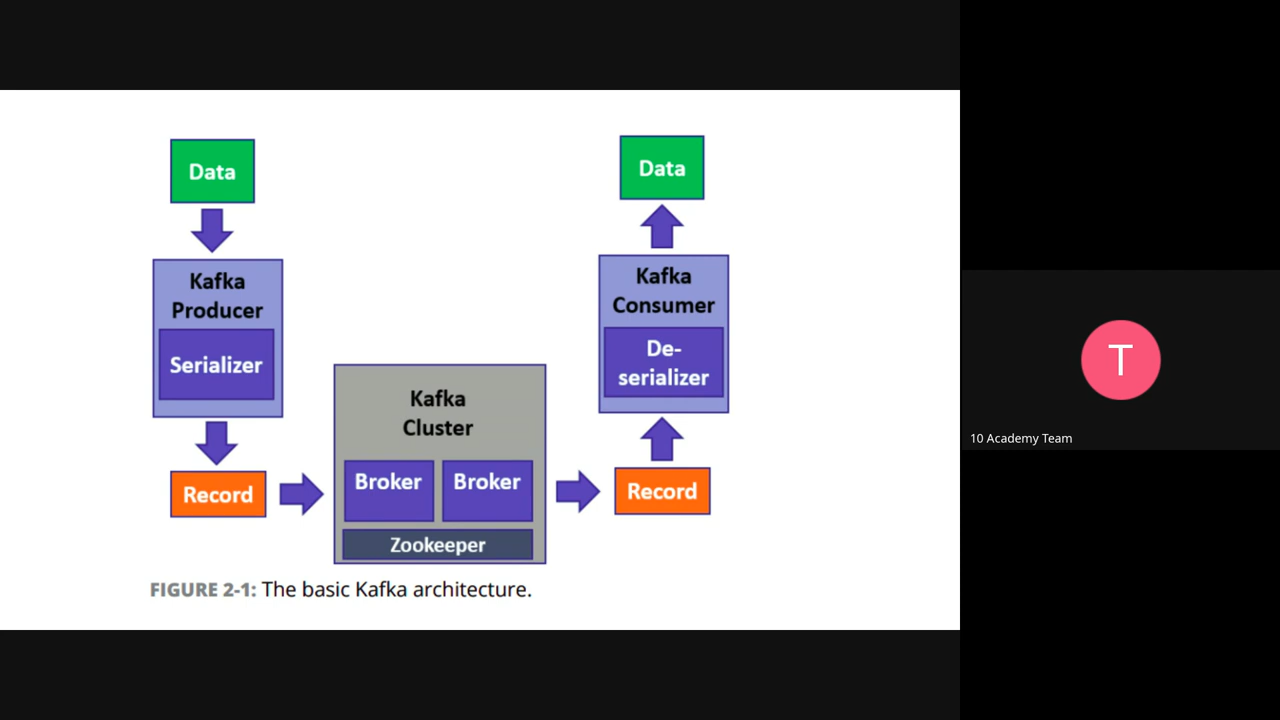 Data
Kafka
Producer
Serializer
Record
Kafka
Cluster
Broker
Broker
Zookeeper
Data
Kafka
Consumer
De-
serializer
Record
FIGURE 2-1: The basic Kafka architecture.
T
10 Academy Team